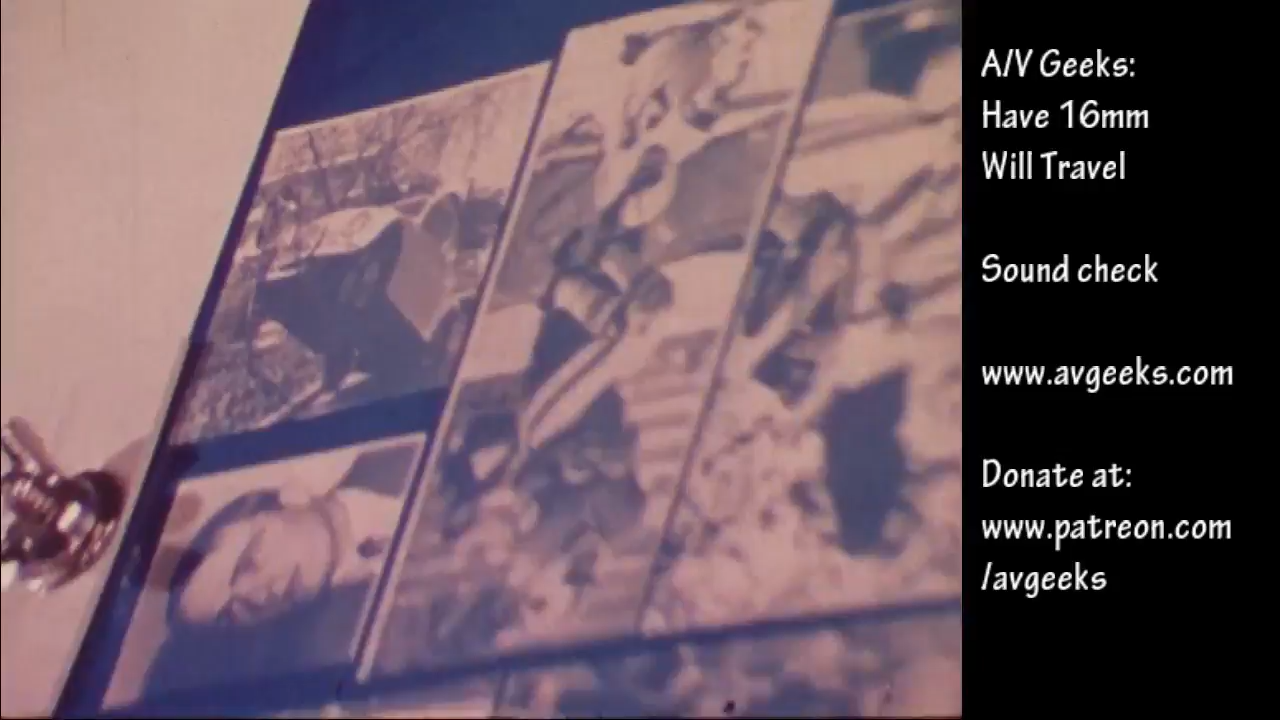 A/V Geeks:
Have 16mm
Will Travel
Sound check
www.avgeeks.com
Donate at:
www.patreon.com
/avgeeks